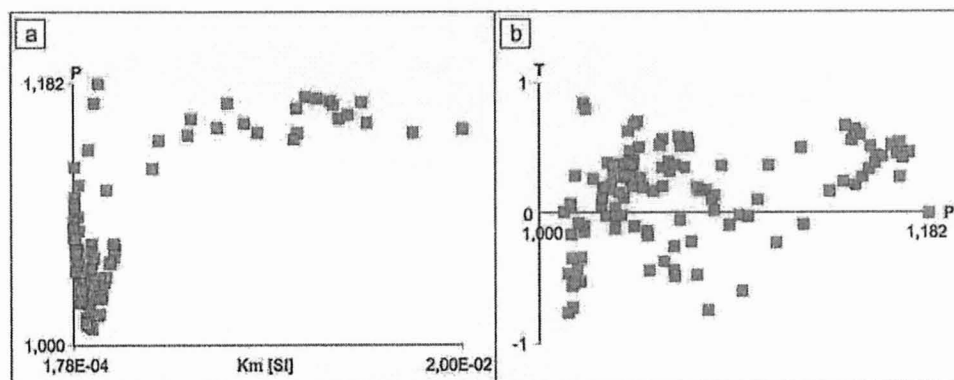 a
P
1,182
1,000
1,78E-04
Km [SI]
2,00E-02
b
T
1
0
1,000
P
1,182
-1